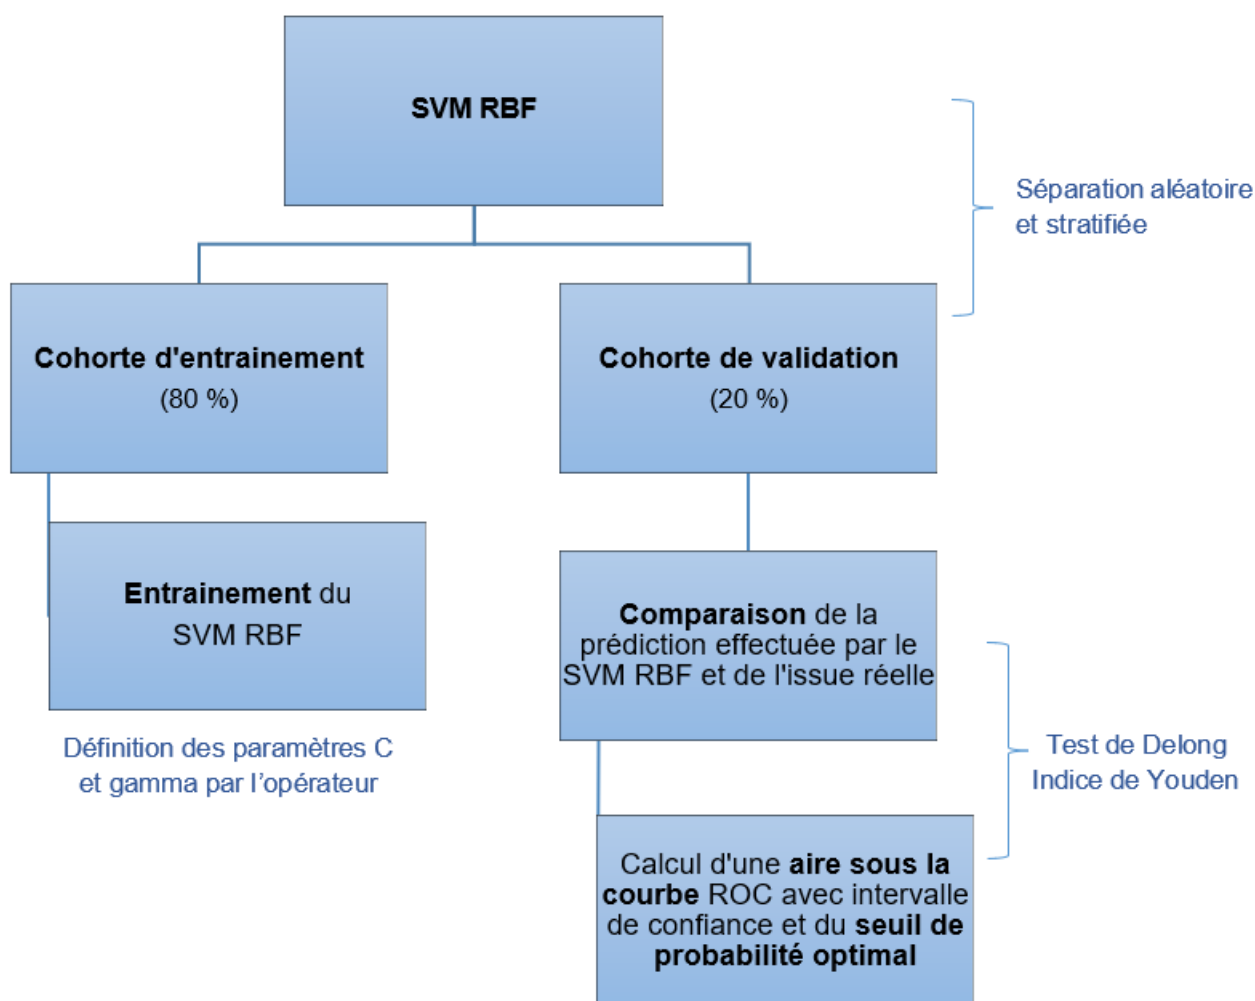 SVM RBF
Séparation aléatoire
et stratifiée
Cohorte d'entrainement
(80 %)
Cohorte de validation
(20 %)
Entrainement du
SVM RBF
Définition des paramètres C
et gamma par l’opérateur
Comparaison de la
prédiction effectuée par le
SVM RBF et de l'issue réelle
Test de Delong
Indice de Youden
Calcul d'une aire sous la
courbe ROC avec intervalle
de confiance et du seuil de
probabilité optimal